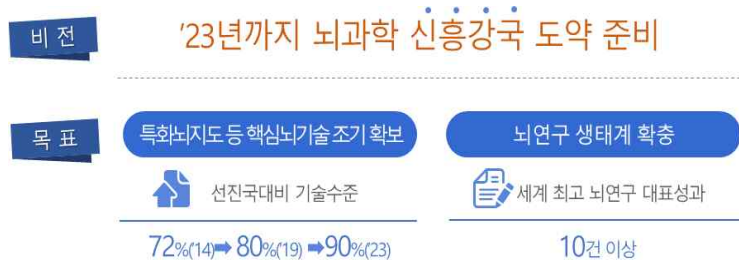 비 전
'23년까지 뇌과학 신흥강국 도약 준비
목 표
특화뇌지도 등 핵심뇌기술 조기 확보
뇌연구 생태계 확충
선진국대비 기술수준
세계 최고 뇌연구 대표성과
72%('14)➡80%('19)➡90%('23)
10건 이상